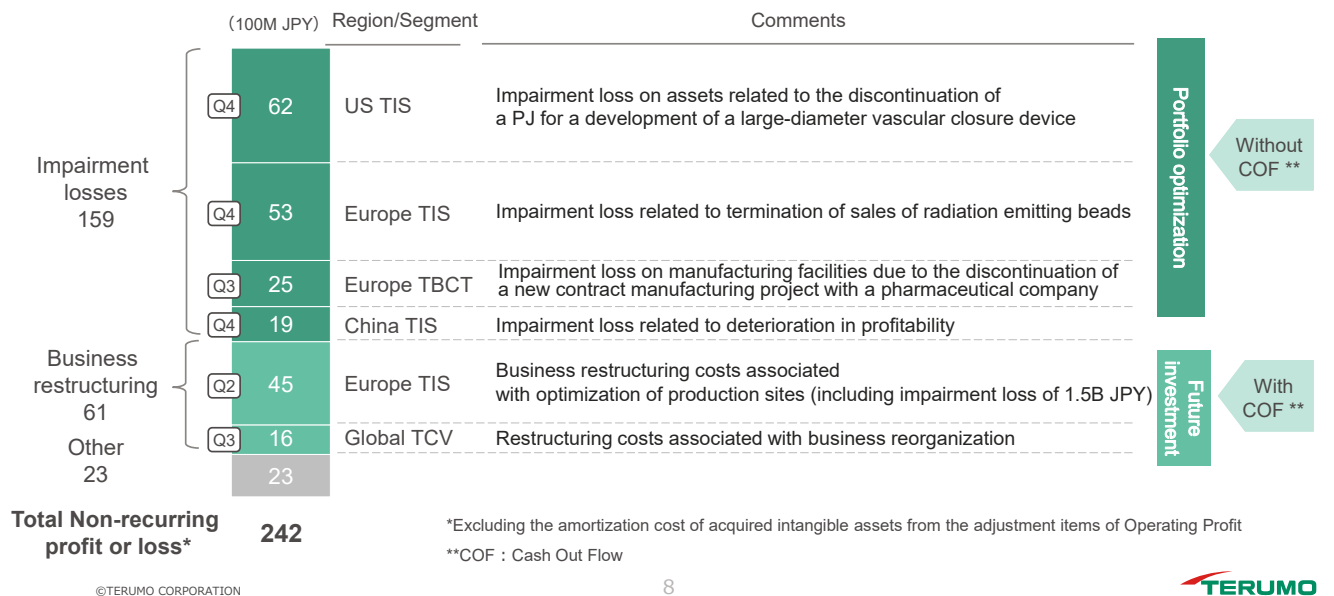 （100M JPY） Region/Segment Comments
Impairment
losses
159
Q4 62 US TIS
Impairment loss on assets related to the discontinuation of
a PJ for a development of a large-diameter vascular closure device
Q4 53 Europe TIS Impairment loss related to termination of sales of radiation emitting beads
Q3 25 Europe TBCT
Impairment loss on manufacturing facilities due to the discontinuation of
a new contract manufacturing project with a pharmaceutical company
Q4 19 China TIS Impairment loss related to deterioration in profitability
Portfolio optimization
Without
COF **
Business
restructuring
61
Q2 45 Europe TIS
Business restructuring costs associated
with optimization of production sites (including impairment loss of 1.5B JPY)
Q3 16 Global TCV Restructuring costs associated with business reorganization
Future
investment
With
COF **
Other
23
23
Total Non-recurring
profit or loss*
242
*Excluding the amortization cost of acquired intangible assets from the adjustment items of Operating Profit
**COF：Cash Out Flow
©TERUMO CORPORATION
8
TERUMO